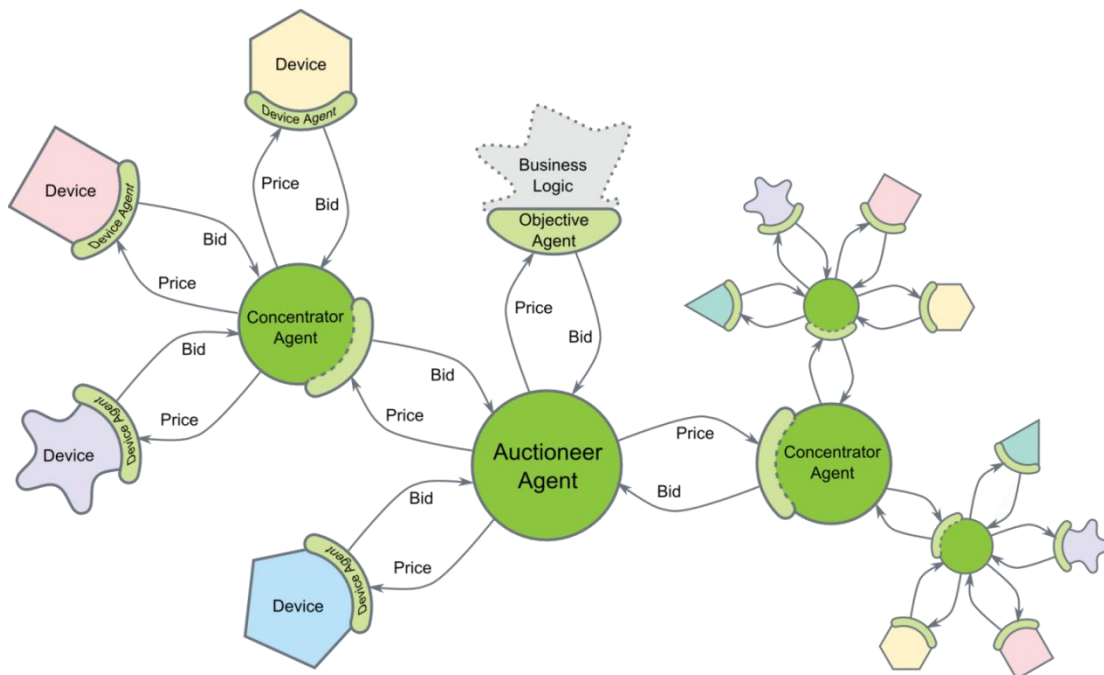 Device
Device Agent
Price
Bid
Device
Device Agent
Bid
Price
Concentrator
Agent
Bid
Price
Device Agent
Device
Business
Logic
Objective
Agent
Price
Bid
Bid
Price
Auctioneer
Agent
Price
Bid
Concentrator
Agent
Bid
Price
Device Agent
Device